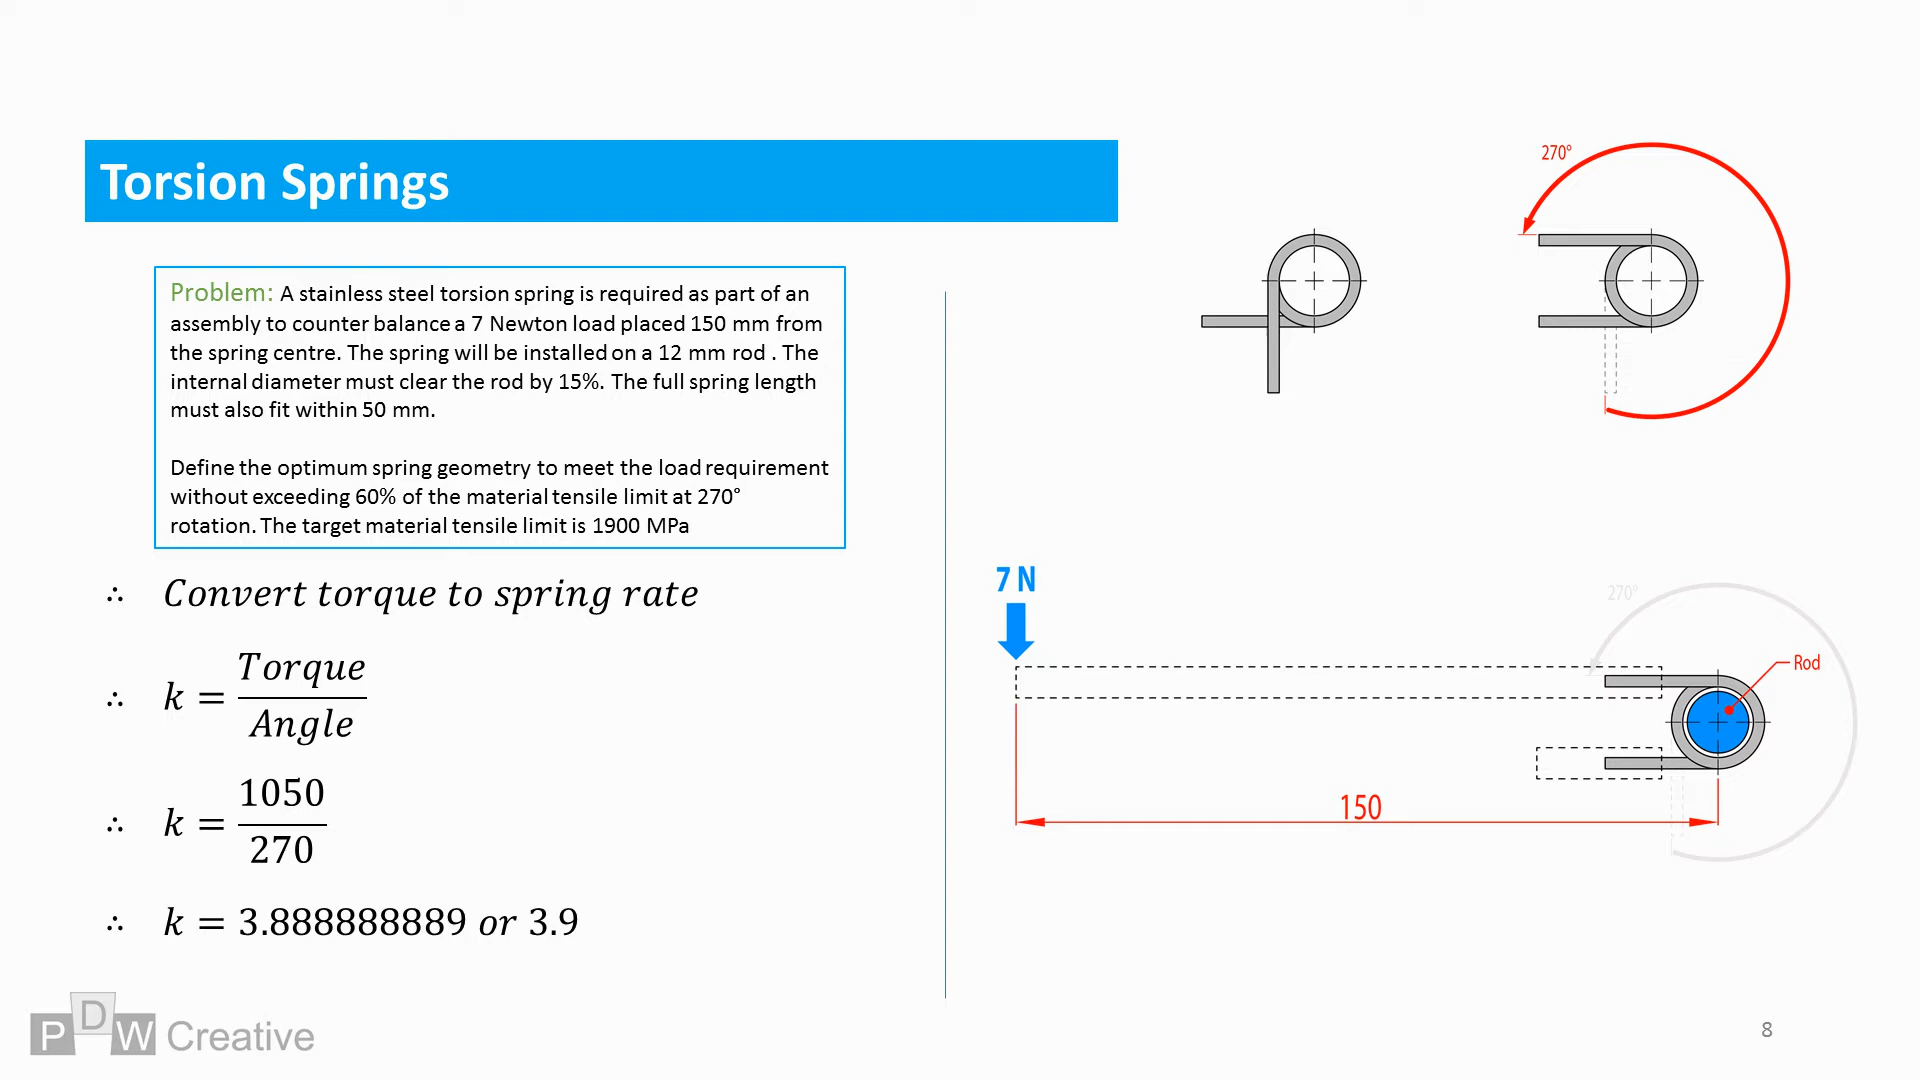 Torsion Springs
Problem: A stainless steel torsion spring is required as part of an
assembly to counter balance a 7 Newton load placed 150 mm from
the spring centre. The spring will be installed on a 12 mm rod . The
internal diameter must clear the rod by 15%. The full spring length
must also fit within 50 mm.
Define the optimum spring geometry to meet the load requirement
without exceeding 60% of the material tensile limit at 270°
rotation. The target material tensile limit is 1900 MPa
∴ Convert torque to spring rate
∴ k = Torque / Angle
∴ k = 1050 / 270
∴ k = 3.888888889 or 3.9
270°
7 N
270°
Rod
150
PDW Creative
8